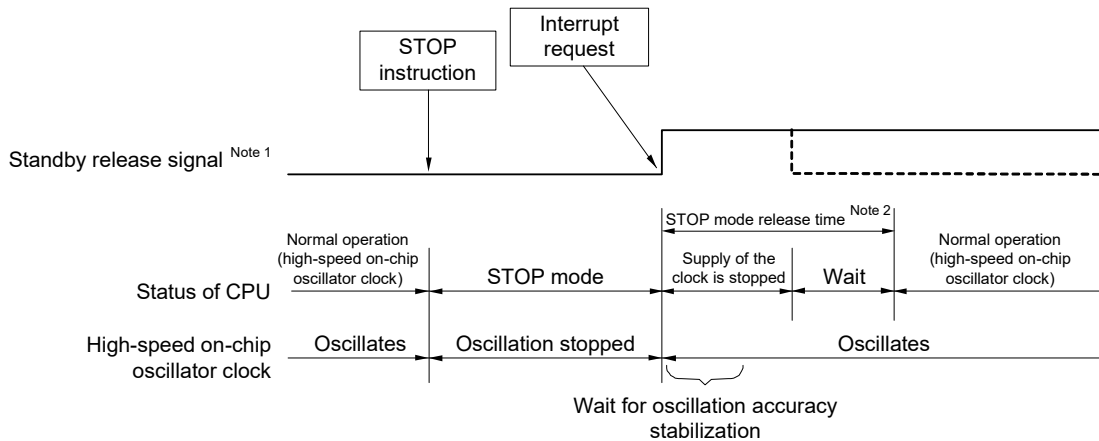 STOP
instruction
Interrupt
request
Standby release signal Note 1
STOP mode release time Note 2
Normal operation
(high-speed on-chip
oscillator clock)
Supply of the
clock is stopped
Normal operation
(high-speed on-chip
oscillator clock)
Status of CPU
STOP mode
Wait
High-speed on-chip
oscillator clock
Oscillates
Oscillation stopped
Oscillates
Wait for oscillation accuracy
stabilization